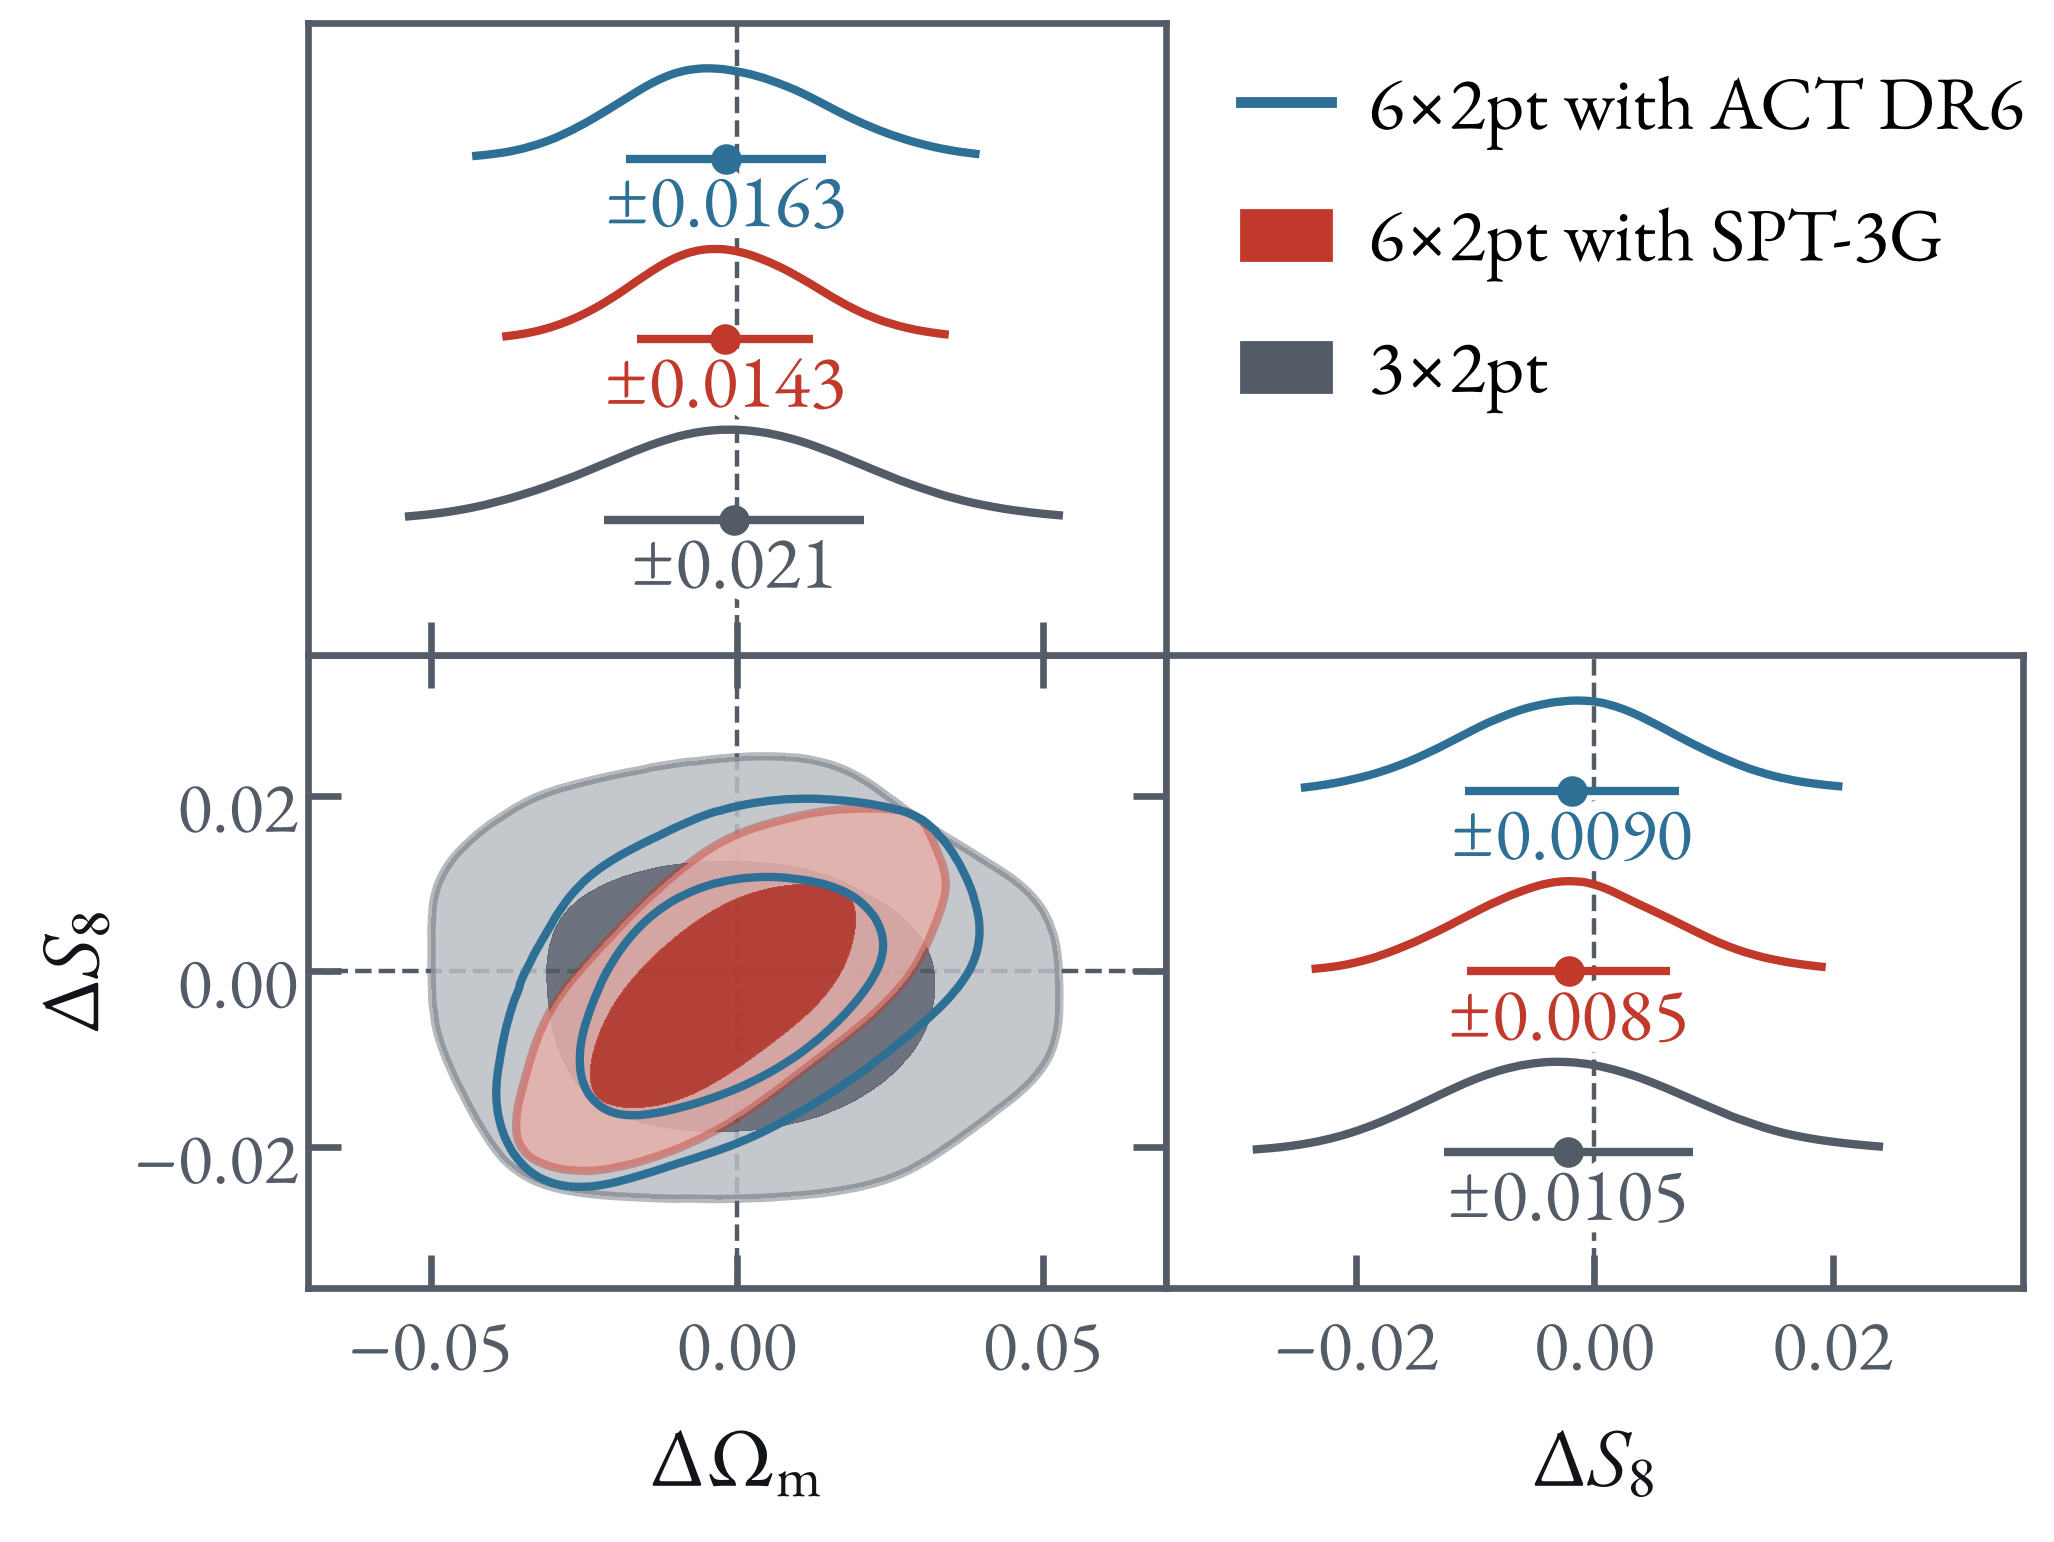 6×2pt with ACT DR6
6×2pt with SPT-3G
3×2pt
±0.0163
±0.0143
±0.021
0.02
0.00
−0.02
ΔS₈
±0.0090
±0.0085
±0.0105
−0.05 0.00 0.05
−0.02 0.00 0.02
ΔΩₘ
ΔS₈